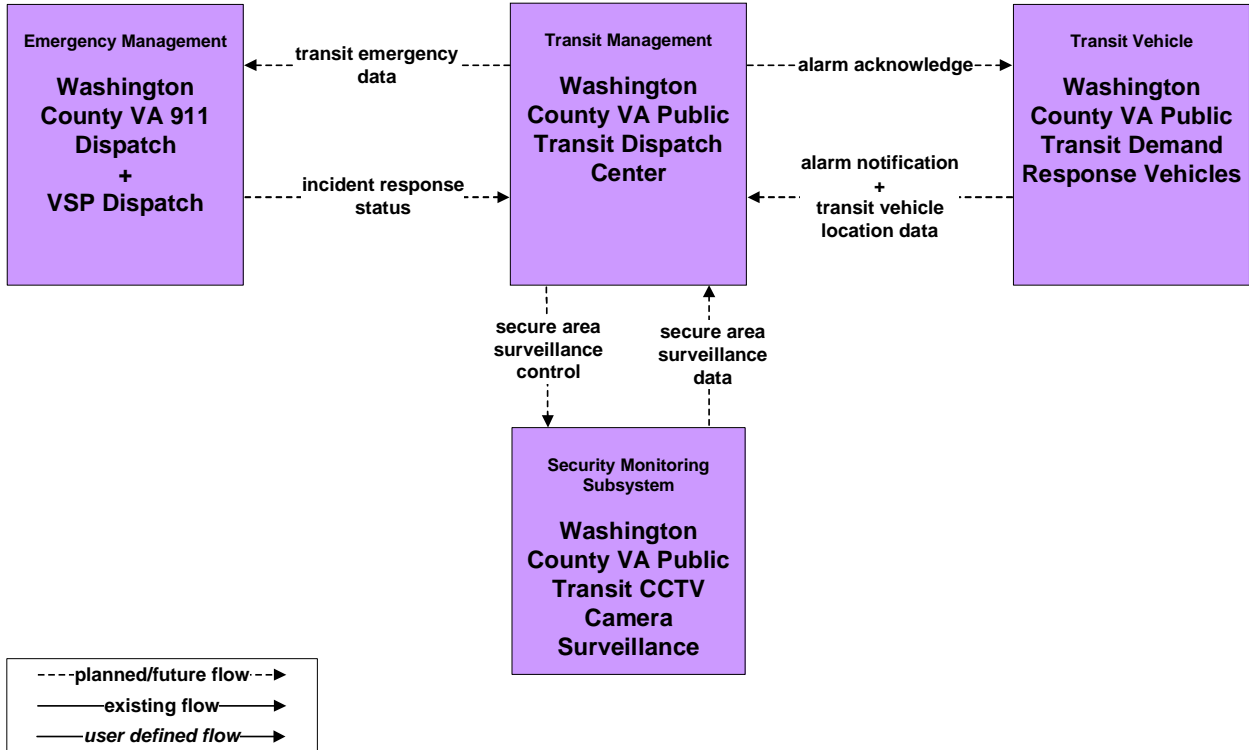 Emergency Management
Washington
County VA 911
Dispatch
+
VSP Dispatch
transit emergency
data
incident response
status
Transit Management
Washington
County VA Public
Transit Dispatch
Center
alarm acknowledge
alarm notification
+
transit vehicle
location data
Transit Vehicle
Washington
County VA Public
Transit Demand
Response Vehicles
secure area
surveillance
control
secure area
surveillance
data
Security Monitoring
Subsystem
Washington
County VA Public
Transit CCTV
Camera
Surveillance
planned/future flow
existing flow
user defined flow